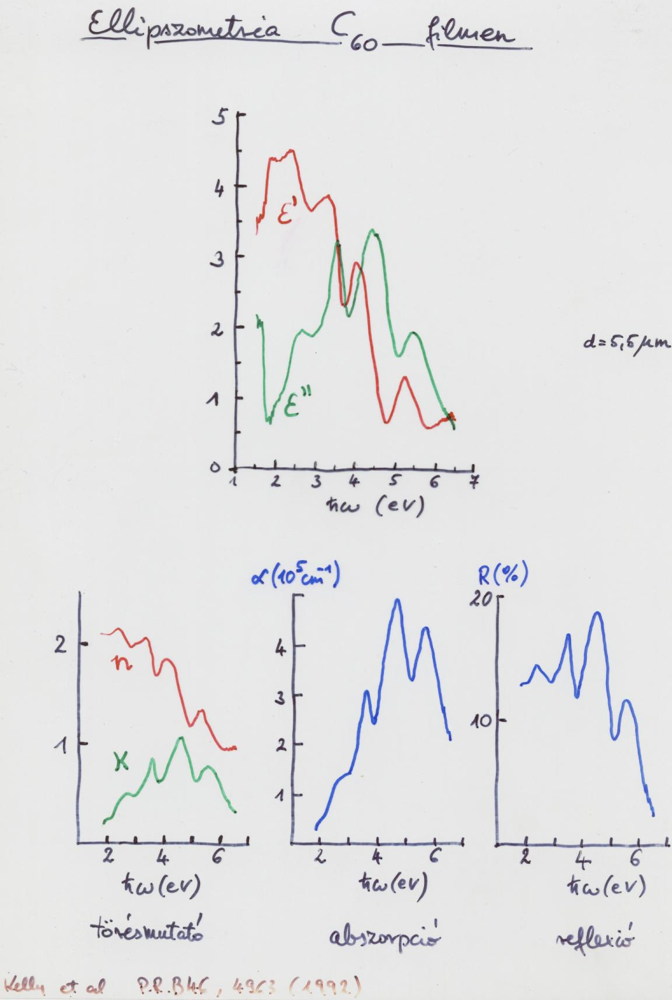 Ellipszometria C60 filmen
5
4
3
2
1
0
ε'
ε''
d=5,5 μm
1 2 3 4 5 6 7
ħω (eV)
2
1
n
κ
2 4 6
ħω (eV)
törésmutató
α (10⁵ cm⁻¹)
4
3
2
1
2 4 6
ħω (eV)
abszorpció
R (%)
20
10
2 4 6
ħω (eV)
reflexió
Kelly et al P.R.B46, 4963 (1992)